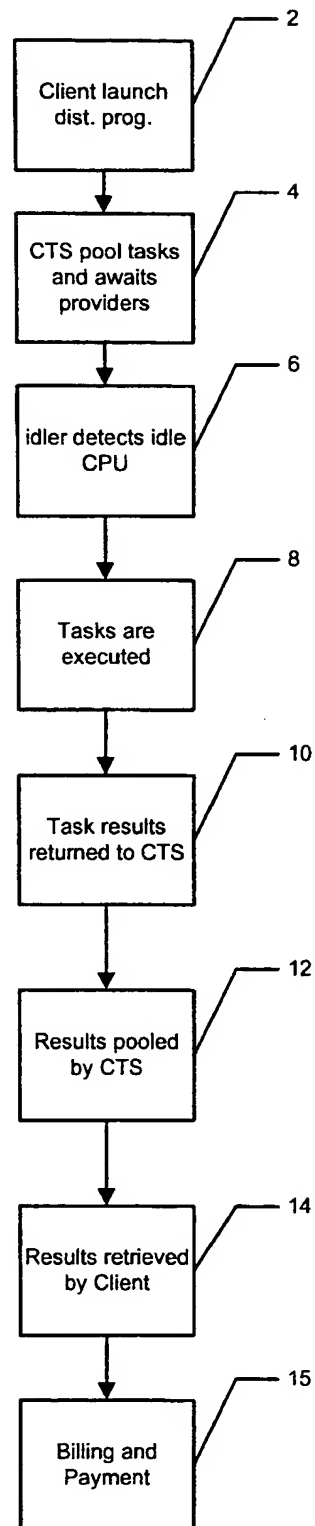 2
Client launch
dist. prog.
4
CTS pool tasks
and awaits
providers
6
idler detects idle
CPU
8
Tasks are
executed
10
Task results
returned to CTS
12
Results pooled
by CTS
14
Results retrieved
by Client
15
Billing and
Payment